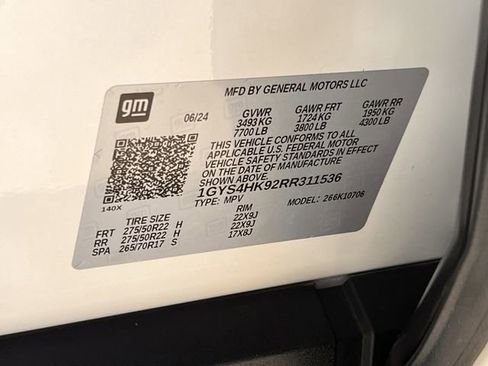 gm
MFD BY GENERAL MOTORS LLC
06/24 GVWR GAWR FRT GAWR RR
3493 KG 1724 KG 1950 KG
7700 LB 3800 LB 4300 LB
THIS VEHICLE CONFORMS TO ALL
APPLICABLE U.S. FEDERAL MOTOR
VEHICLE SAFETY STANDARDS IN EFFECT
ON THE DATE OF MANUFACTURE
SHOWN ABOVE.
1GYS4HK92RR311536
140X TYPE: MPV MODEL: 266K10706
TIRE SIZE RIM
FRT 275/50R22 H 22X9J
RR 275/50R22 H 22X9J
SPA 265/70R17 S 17X8J